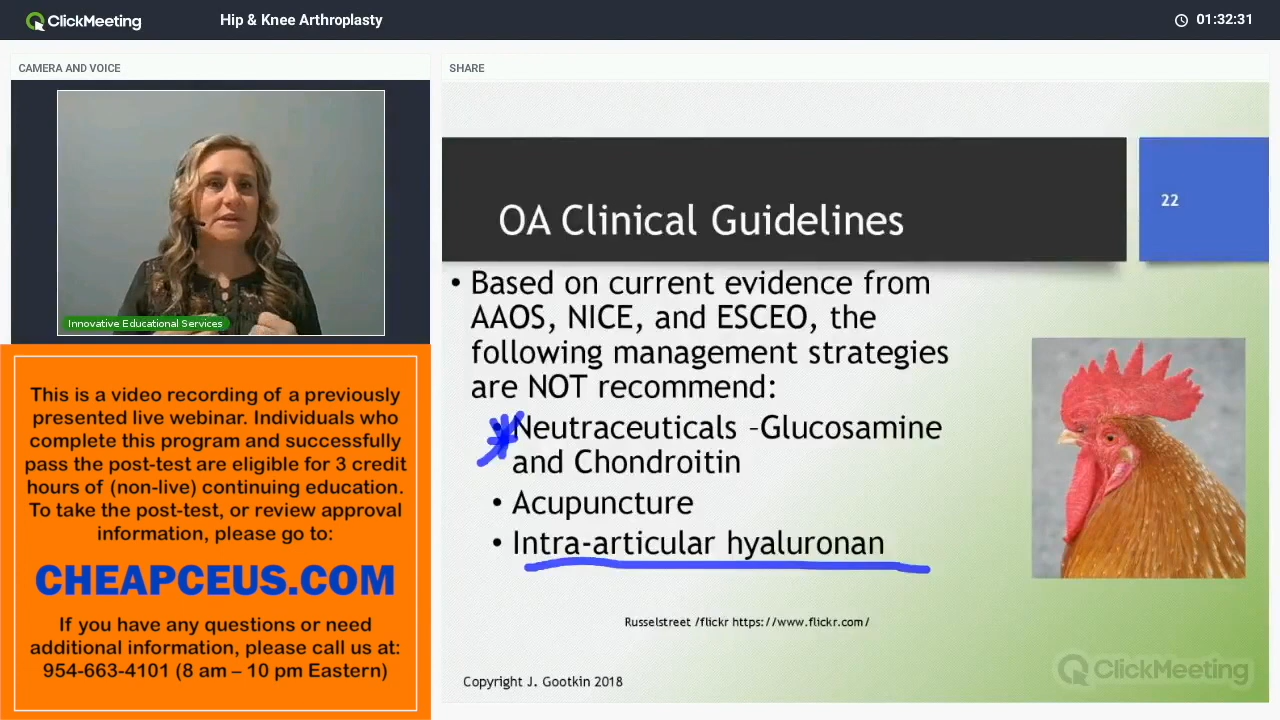 ClickMeeting
Hip & Knee Arthroplasty
01:32:31
CAMERA AND VOICE
Innovative Educational Services
This is a video recording of a previously
presented live webinar. Individuals who
complete this program and successfully
pass the post-test are eligible for 3 credit
hours of (non-live) continuing education.
To take the post-test, or review approval
information, please go to:
CHEAPCEUS.COM
If you have any questions or need
additional information, please call us at:
954-663-4101 (8 am – 10 pm Eastern)
SHARE
OA Clinical Guidelines
22
• Based on current evidence from
AAOS, NICE, and ESCEO, the
following management strategies
are NOT recommend:
• Neutraceuticals –Glucosamine
and Chondroitin
• Acupuncture
• Intra-articular hyaluronan
Russelstreet /flickr https://www.flickr.com/
Copyright J. Gootkin 2018
ClickMeeting